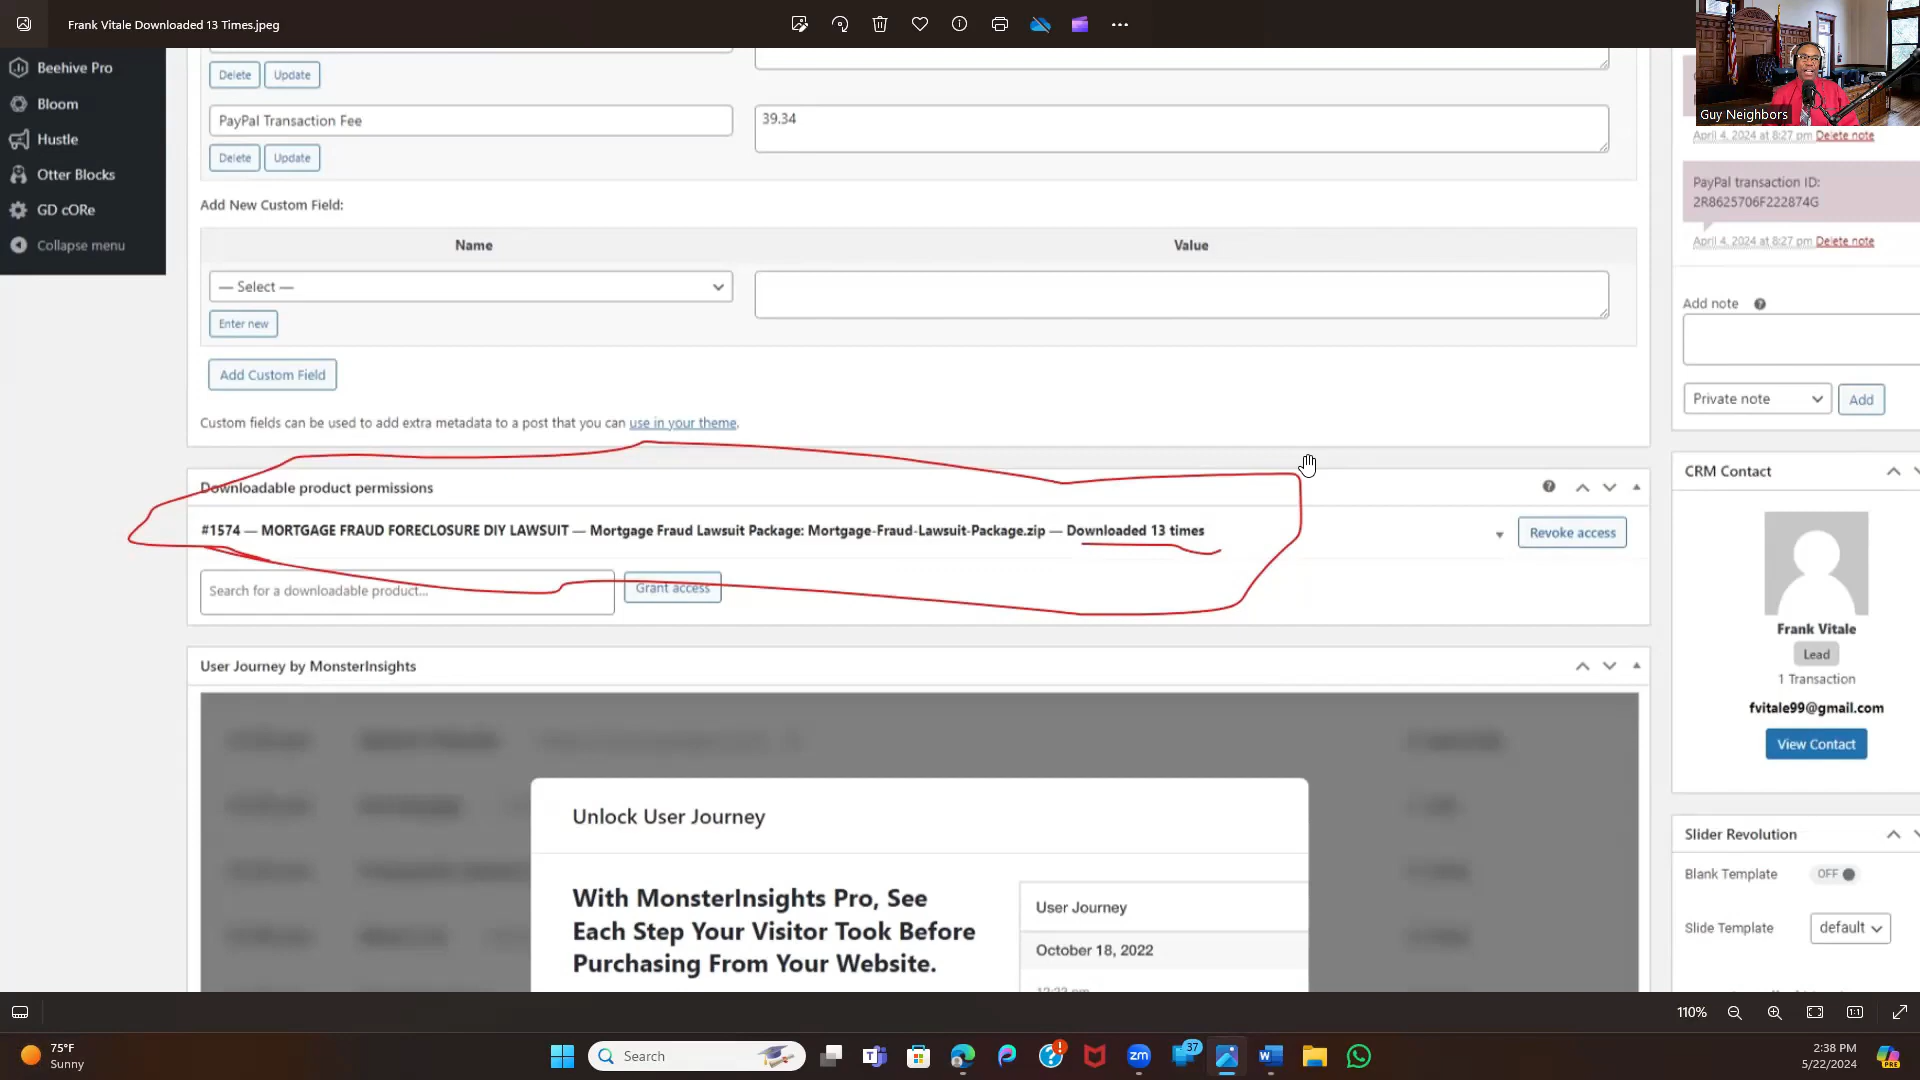 Frank Vitale Downloaded 13 Times.jpeg
Guy Neighbors
Beehive Pro
Bloom
Hustle
Otter Blocks
GD cORe
Collapse menu
Delete
Update
PayPal Transaction Fee
39.34
Delete
Update
Add New Custom Field:
Name
Value
— Select —
Enter new
Add Custom Field
Custom fields can be used to add extra metadata to a post that you can use in your theme.
Downloadable product permissions
#1574 — MORTGAGE FRAUD FORECLOSURE DIY LAWSUIT — Mortgage Fraud Lawsuit Package: Mortgage-Fraud-Lawsuit-Package.zip — Downloaded 13 times
Revoke access
Search for a downloadable product...
Grant access
User Journey by MonsterInsights
Unlock User Journey
With MonsterInsights Pro, See
Each Step Your Visitor Took Before
Purchasing From Your Website.
User Journey
October 18, 2022
April 4, 2024 at 8:27 pm Delete note
PayPal transaction ID:
2R8625706F222874G
April 4, 2024 at 8:27 pm Delete note
Add note
Private note
Add
CRM Contact
Frank Vitale
Lead
1 Transaction
fvitale99@gmail.com
View Contact
Slider Revolution
Blank Template
OFF
Slide Template
default
110%
75°F
Sunny
Search
37
2:38 PM
5/22/2024